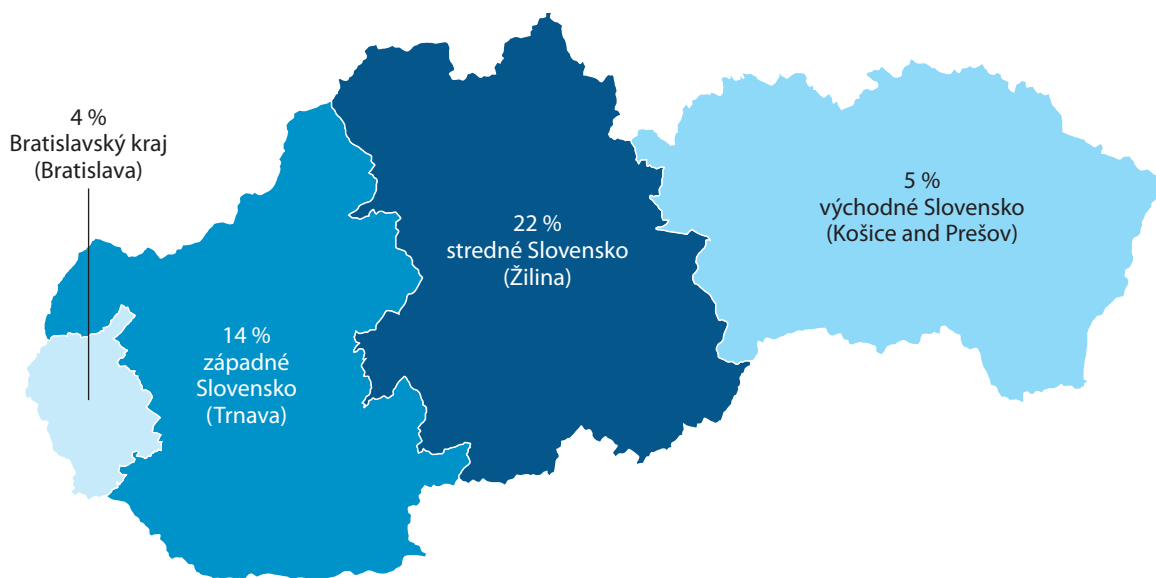 4 %
Bratislavský kraj
(Bratislava)
14 %
západné
Slovensko
(Trnava)
22 %
stredné Slovensko
(Žilina)
5 %
východné Slovensko
(Košice and Prešov)